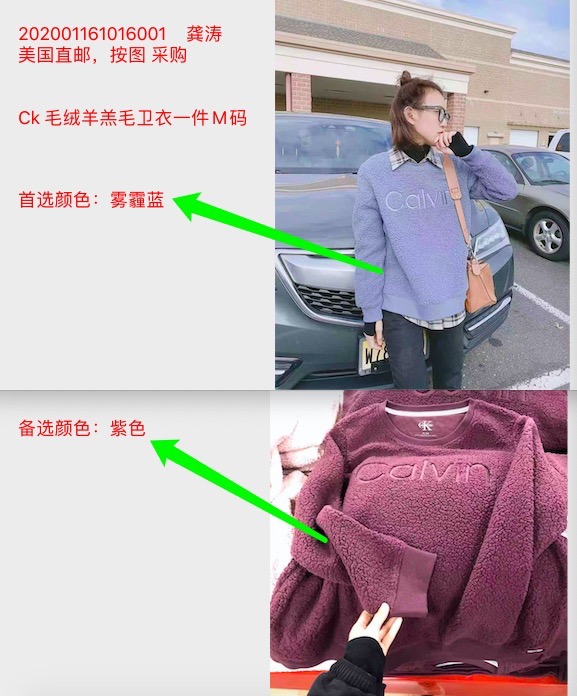 202001161016001 龚涛
美国直邮，按图 采购
Ck 毛绒羊羔毛卫衣一件M码
首选颜色：雾霾蓝
Calvin
W78
备选颜色：紫色
CK
Calvin